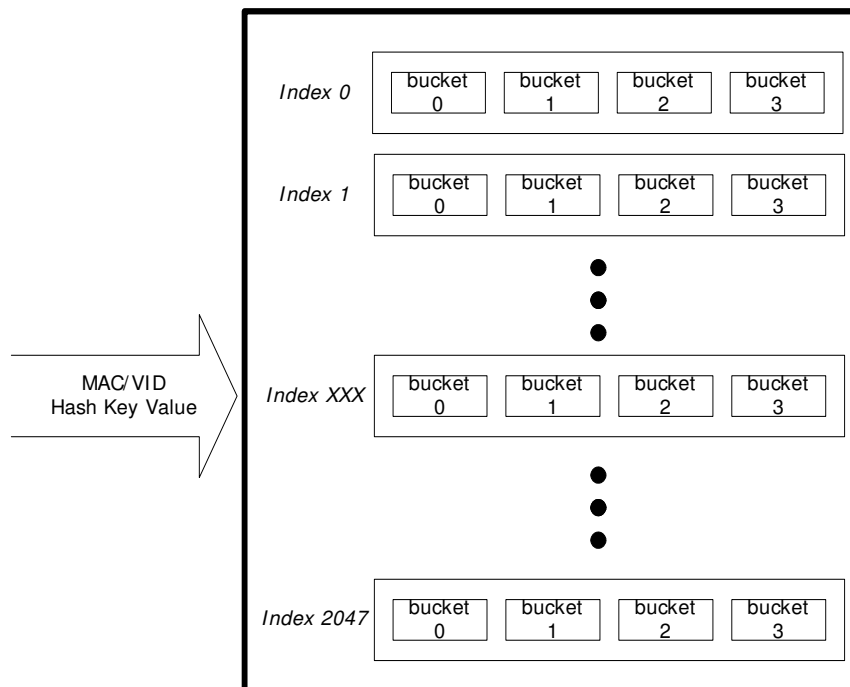 Index 0
bucket 0
bucket 1
bucket 2
bucket 3
Index 1
bucket 0
bucket 1
bucket 2
bucket 3
MAC/VID
Hash Key Value
Index XXX
bucket 0
bucket 1
bucket 2
bucket 3
Index 2047
bucket 0
bucket 1
bucket 2
bucket 3